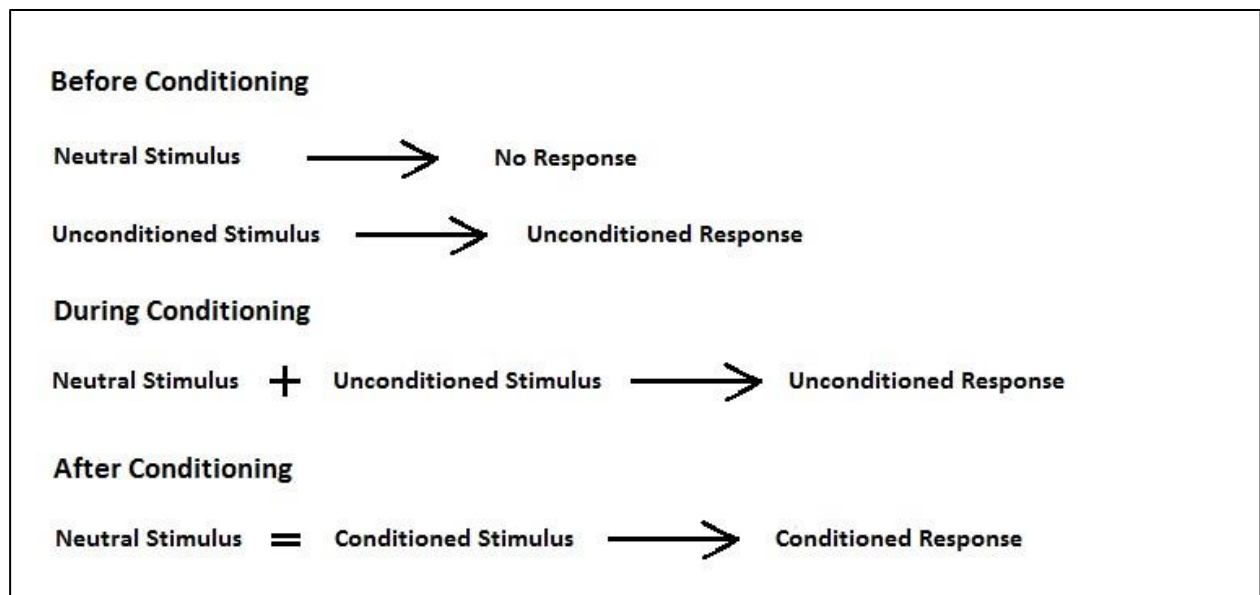 Before Conditioning
Neutral Stimulus No Response
Unconditioned Stimulus Unconditioned Response
During Conditioning
Neutral Stimulus + Unconditioned Stimulus Unconditioned Response
After Conditioning
Neutral Stimulus = Conditioned Stimulus Conditioned Response